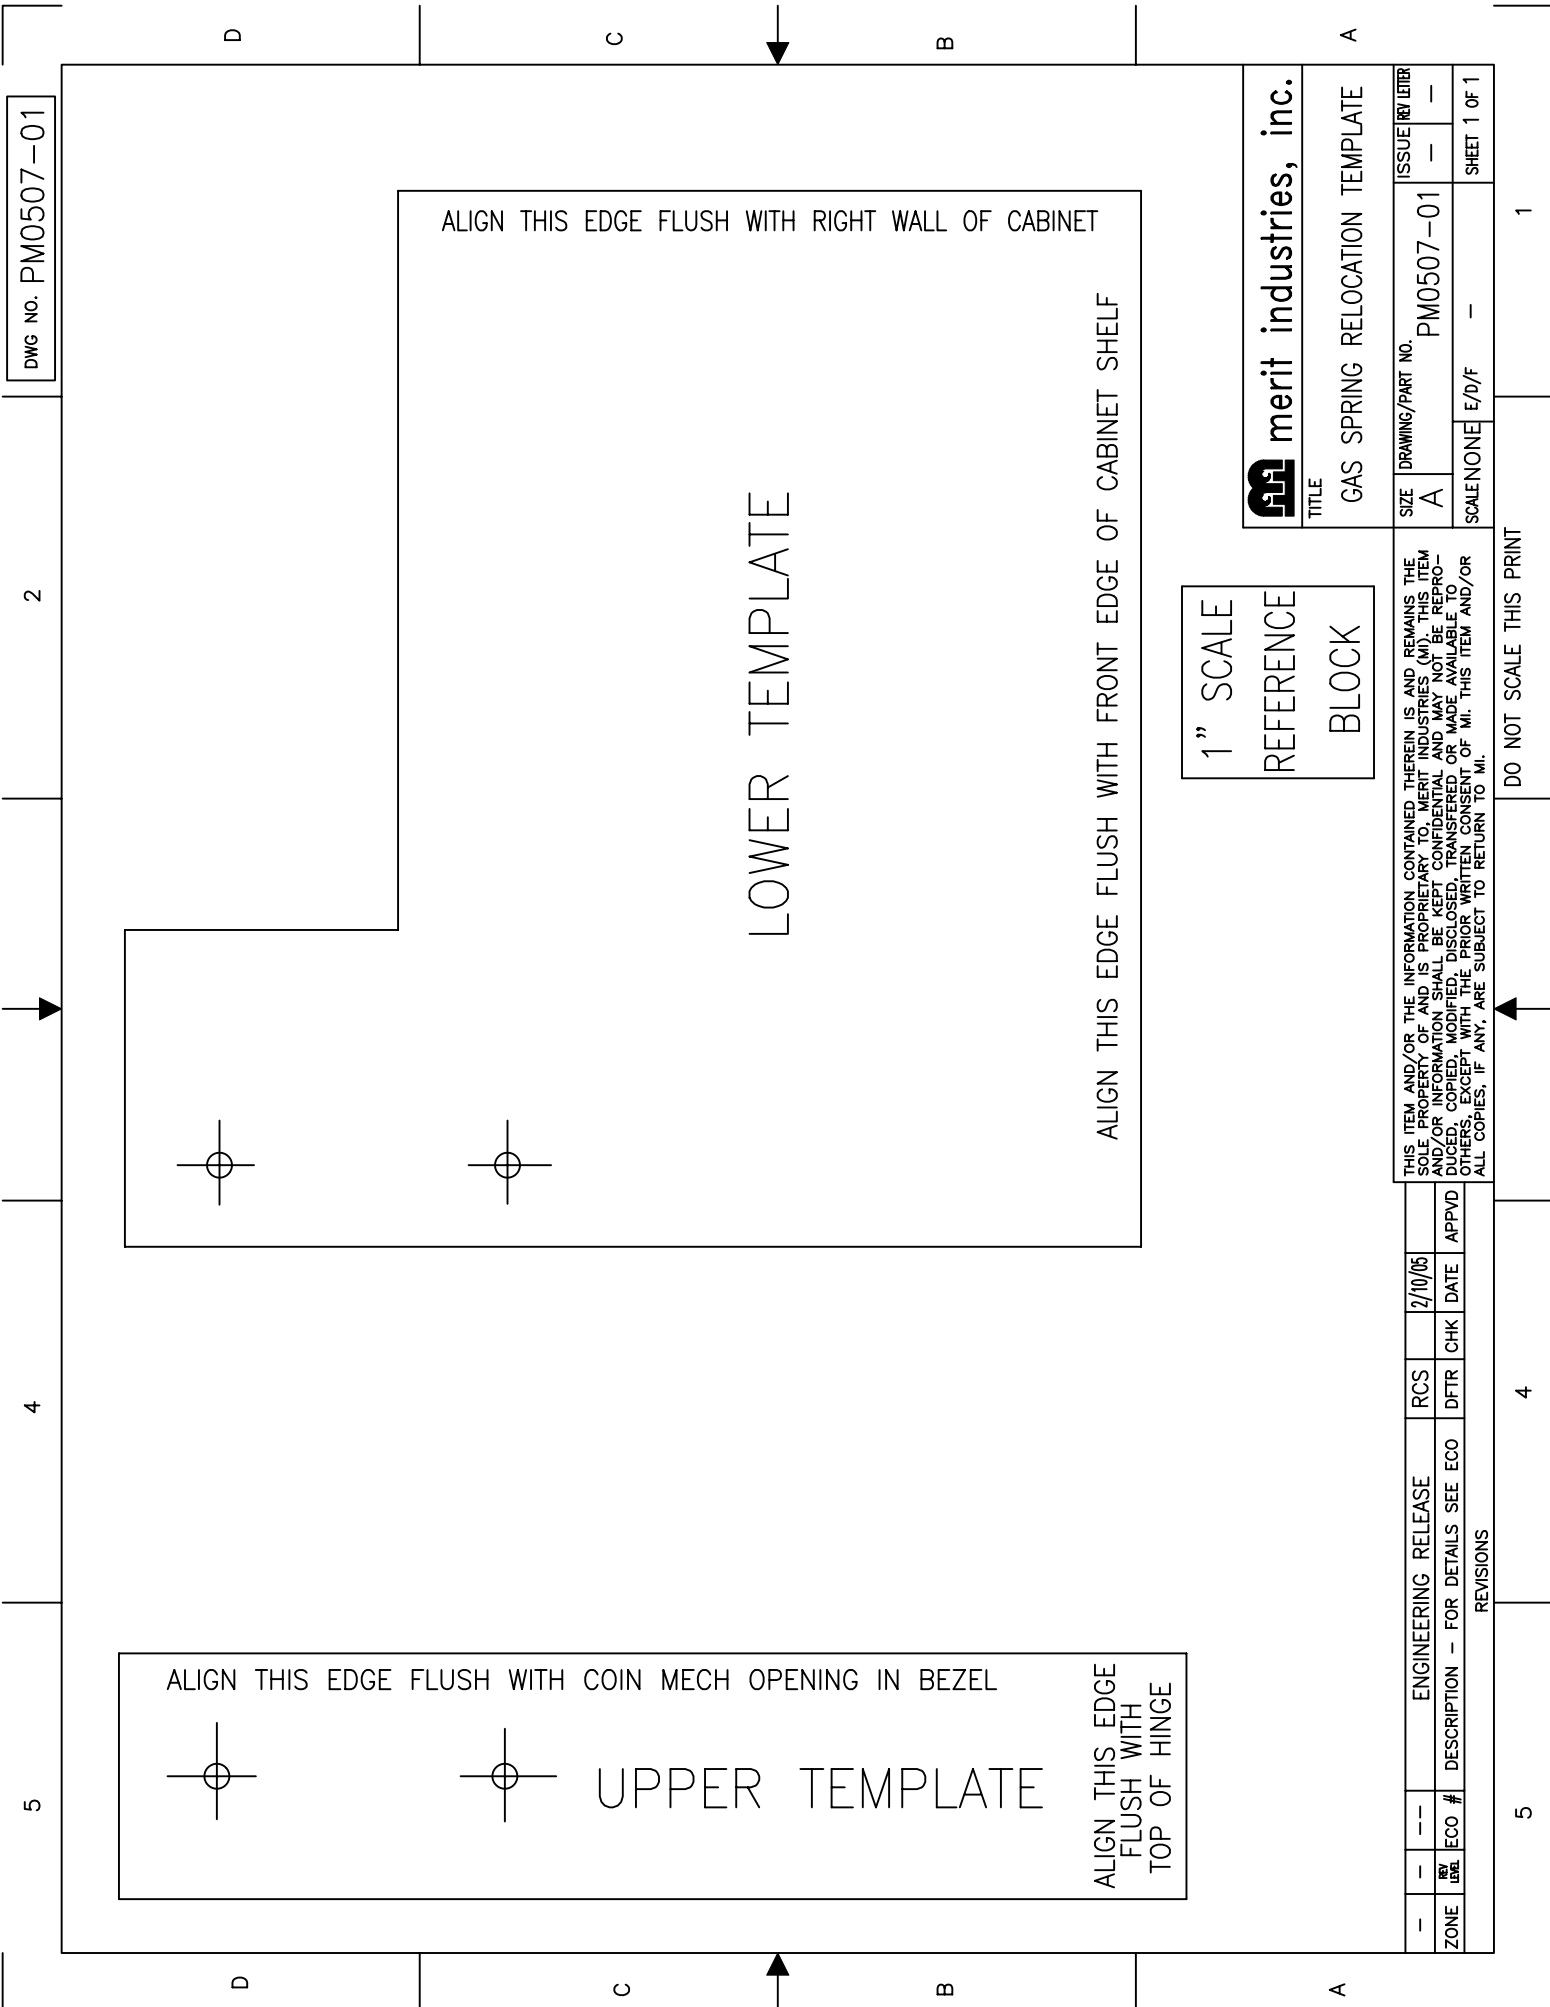 DWG NO. PM0507-01
5
4
2
D
C
B
A
ALIGN THIS EDGE FLUSH WITH COIN MECH OPENING IN BEZEL
UPPER TEMPLATE
ALIGN THIS EDGE
FLUSH WITH
TOP OF HINGE
ALIGN THIS EDGE FLUSH WITH RIGHT WALL OF CABINET
LOWER TEMPLATE
ALIGN THIS EDGE FLUSH WITH FRONT EDGE OF CABINET SHELF
1” SCALE
REFERENCE
BLOCK
D
C
B
A
merit industries, inc.
TITLE
GAS SPRING RELOCATION TEMPLATE
SIZE
A
DRAWING/PART NO.
PM0507-01
ISSUE
-
REV LETTER
-
SCALE NONE
E/D/F -
SHEET 1 OF 1
THIS ITEM AND/OR THE INFORMATION CONTAINED THEREIN IS AND REMAINS THE
SOLE PROPERTY OF AND IS PROPRIETARY TO, MERIT INDUSTRIES (MI). THIS ITEM
AND/OR INFORMATION SHALL BE KEPT CONFIDENTIAL AND MAY NOT BE REPRO-
DUCED, COPIED, MODIFIED, DISCLOSED, TRANSFERED OR MADE AVAILABLE TO
OTHERS, EXCEPT WITH THE PRIOR WRITTEN CONSENT OF MI. THIS ITEM AND/OR
ALL COPIES, IF ANY, ARE SUBJECT TO RETURN TO MI.
- - -- ENGINEERING RELEASE RCS 2/10/05
ZONE REV LEVEL ECO # DESCRIPTION - FOR DETAILS SEE ECO DFTR CHK DATE APPVD
REVISIONS
DO NOT SCALE THIS PRINT
5
4
1